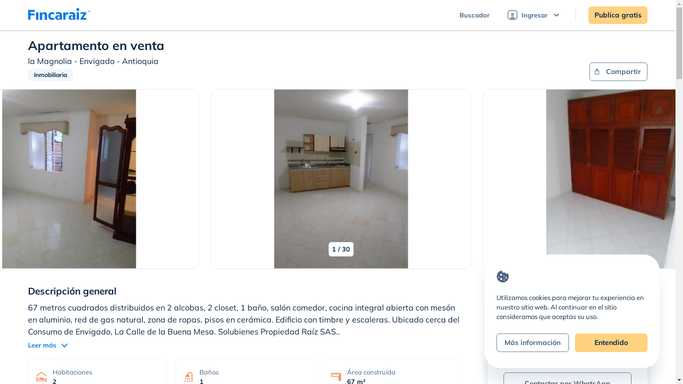 Fincaraiz
Buscador
Ingresar
Publica gratis
Apartamento en venta
la Magnolia - Envigado - Antioquia
Inmobiliaria
Compartir
1 / 30
Descripción general
67 metros cuadrados distribuidos en 2 alcobas, 2 closet, 1 baño, salón comedor, cocina integral abierta con mesón
en aluminio, red de gas natural, zona de ropas, pisos en cerámica. Edificio con timbre y escaleras. Ubicado cerca del
Consumo de Envigado, La Calle de la Buena Mesa. Solubienes Propiedad Raíz SAS..
Leer más
Habitaciones
2
Baños
1
Área construida
67 m²
Utilizamos cookies para mejorar tu experiencia en
nuestro sitio web. Al continuar en el sitio
consideramos que aceptas su uso.
Más información
Entendido
Contactar por WhatsApp